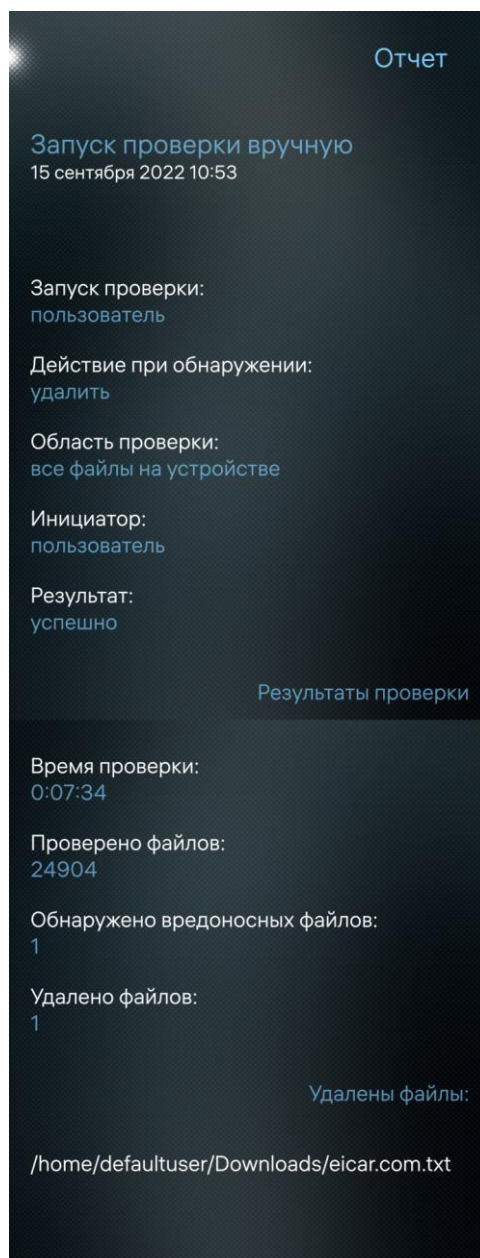 Отчет
Запуск проверки вручную
15 сентября 2022 10:53
Запуск проверки:
пользователь
Действие при обнаружении:
удалить
Область проверки:
все файлы на устройстве
Инициатор:
пользователь
Результат:
успешно
Результаты проверки
Время проверки:
0:07:34
Проверено файлов:
24904
Обнаружено вредоносных файлов:
1
Удалено файлов:
1
Удалены файлы:
/home/defaultuser/Downloads/eicar.com.txt